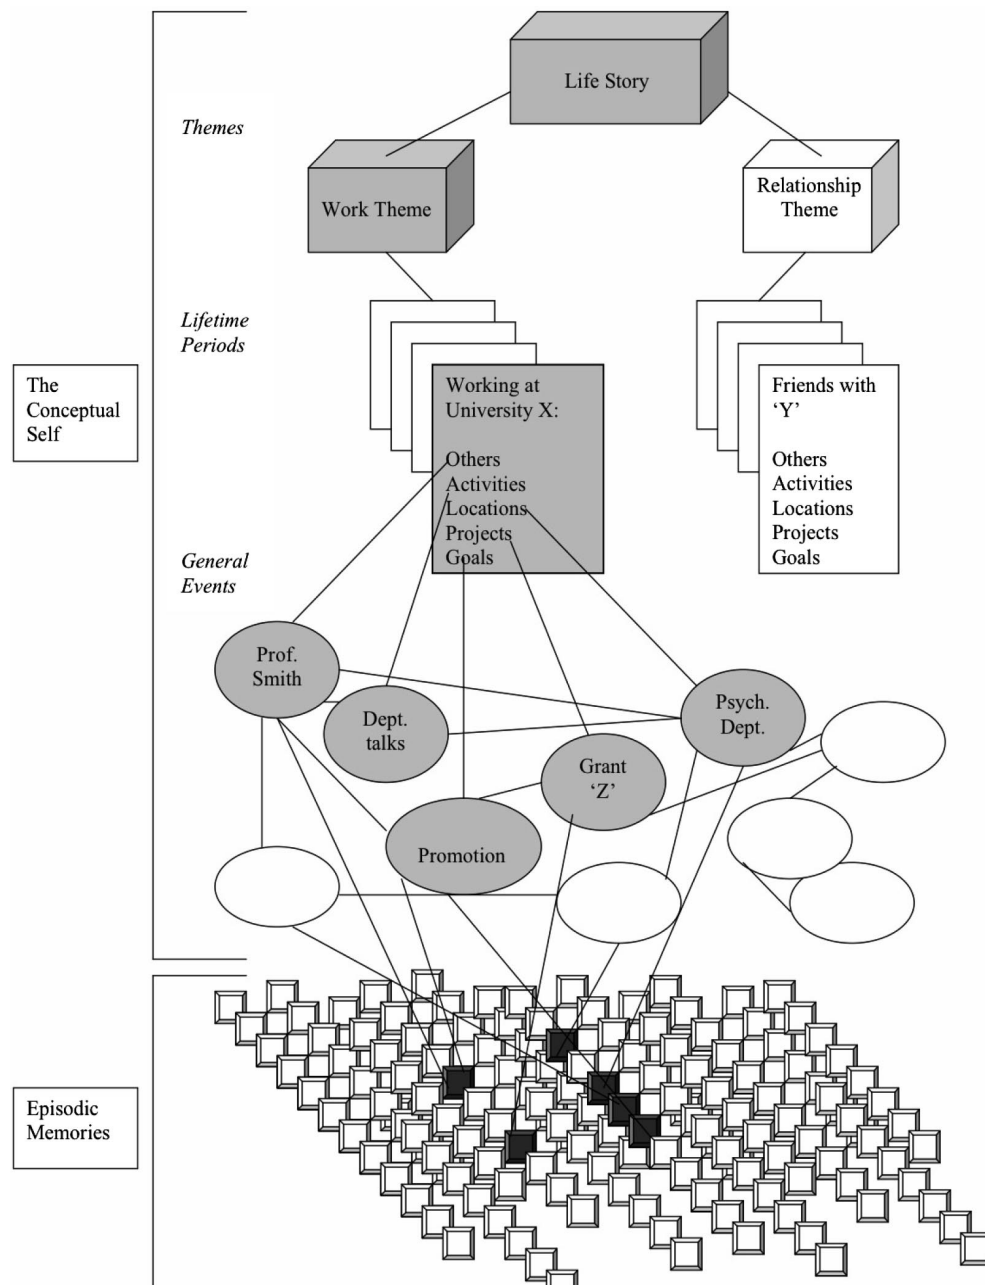 Life Story
Themes
Work Theme
Relationship
Theme
Lifetime
Periods
The
Conceptual
Self
Working at
University X:
Others
Activities
Locations
Projects
Goals
Friends with
‘Y’
Others
Activities
Locations
Projects
Goals
General
Events
Prof.
Smith
Dept.
talks
Psych.
Dept.
Grant
‘Z’
Promotion
Episodic
Memories